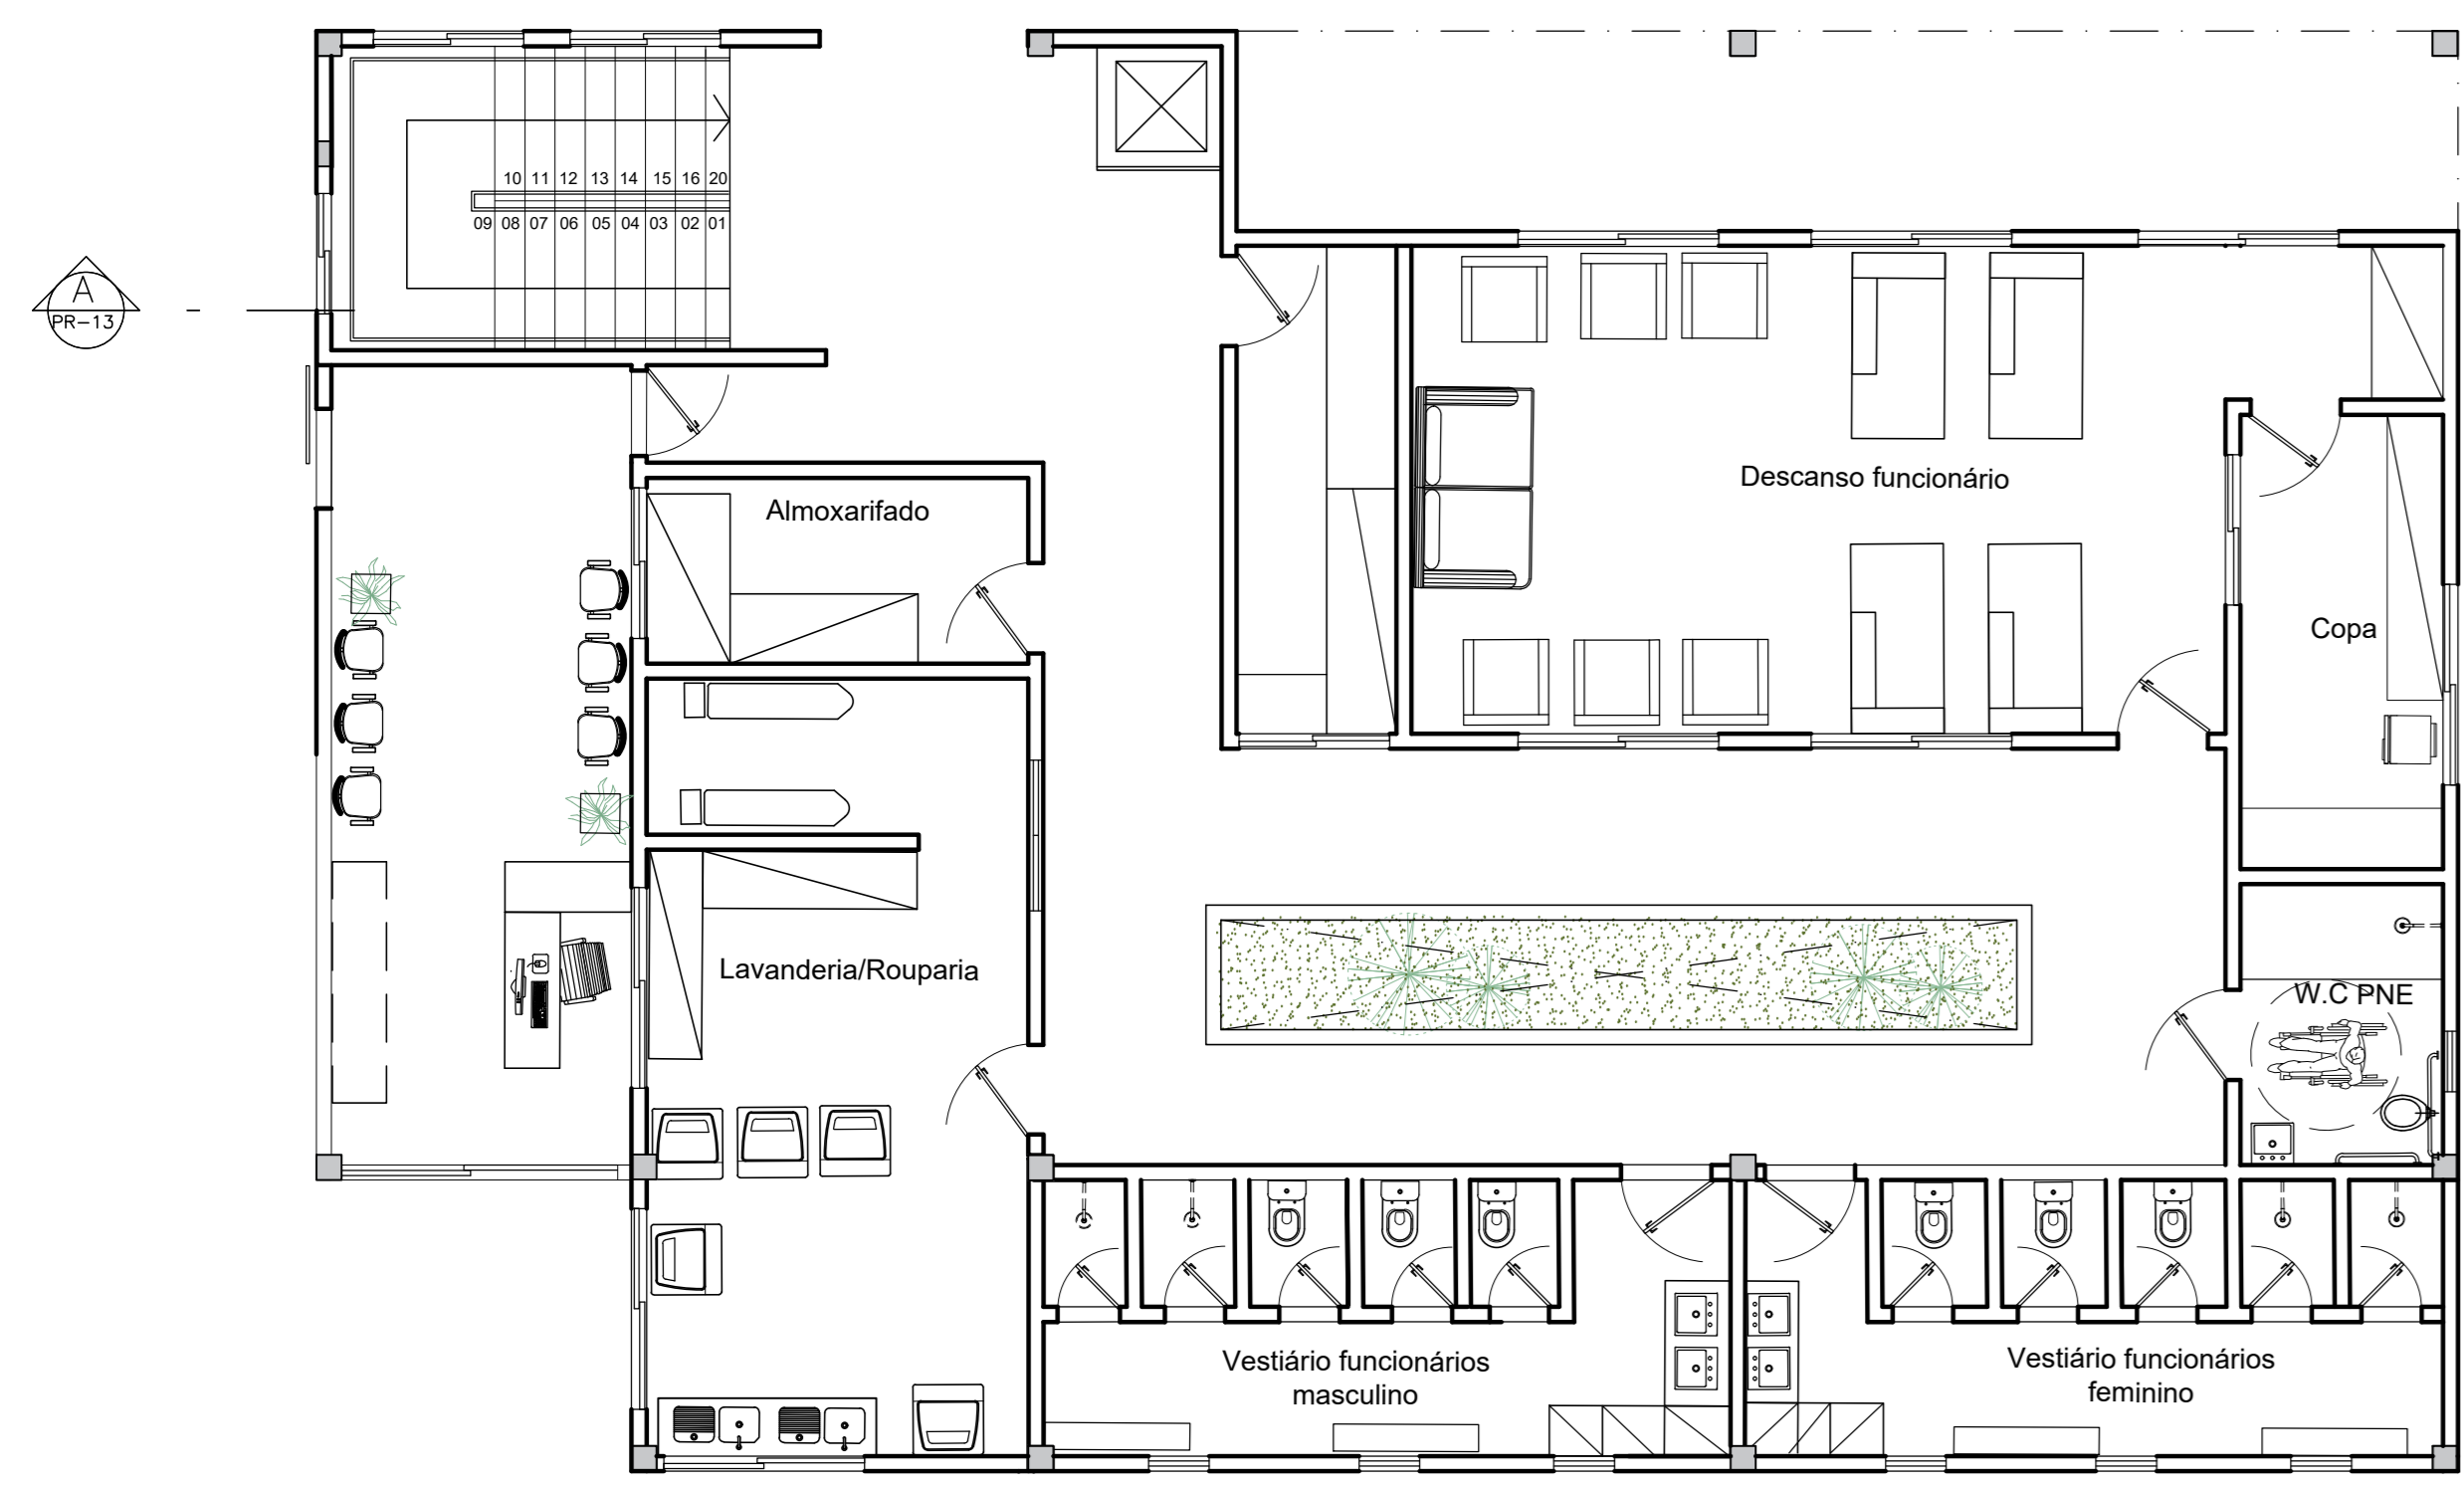 10 11 12 13 14 15 16 20
09 08 07 06 05 04 03 02 01
A
PR-13
Descanso funcionário
Almoxarifado
Copa
Lavanderia/Rouparia
W.C PNE
Vestiário funcionários
masculino
Vestiário funcionários
feminino